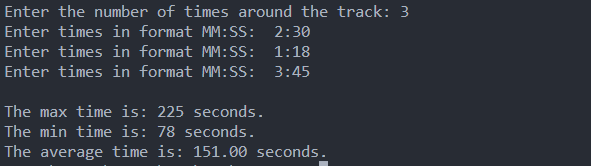 Enter the number of times around the track: 3
Enter times in format MM:SS:  2:30
Enter times in format MM:SS:  1:18
Enter times in format MM:SS:  3:45

The max time is: 225 seconds.
The min time is: 78 seconds.
The average time is: 151.00 seconds.